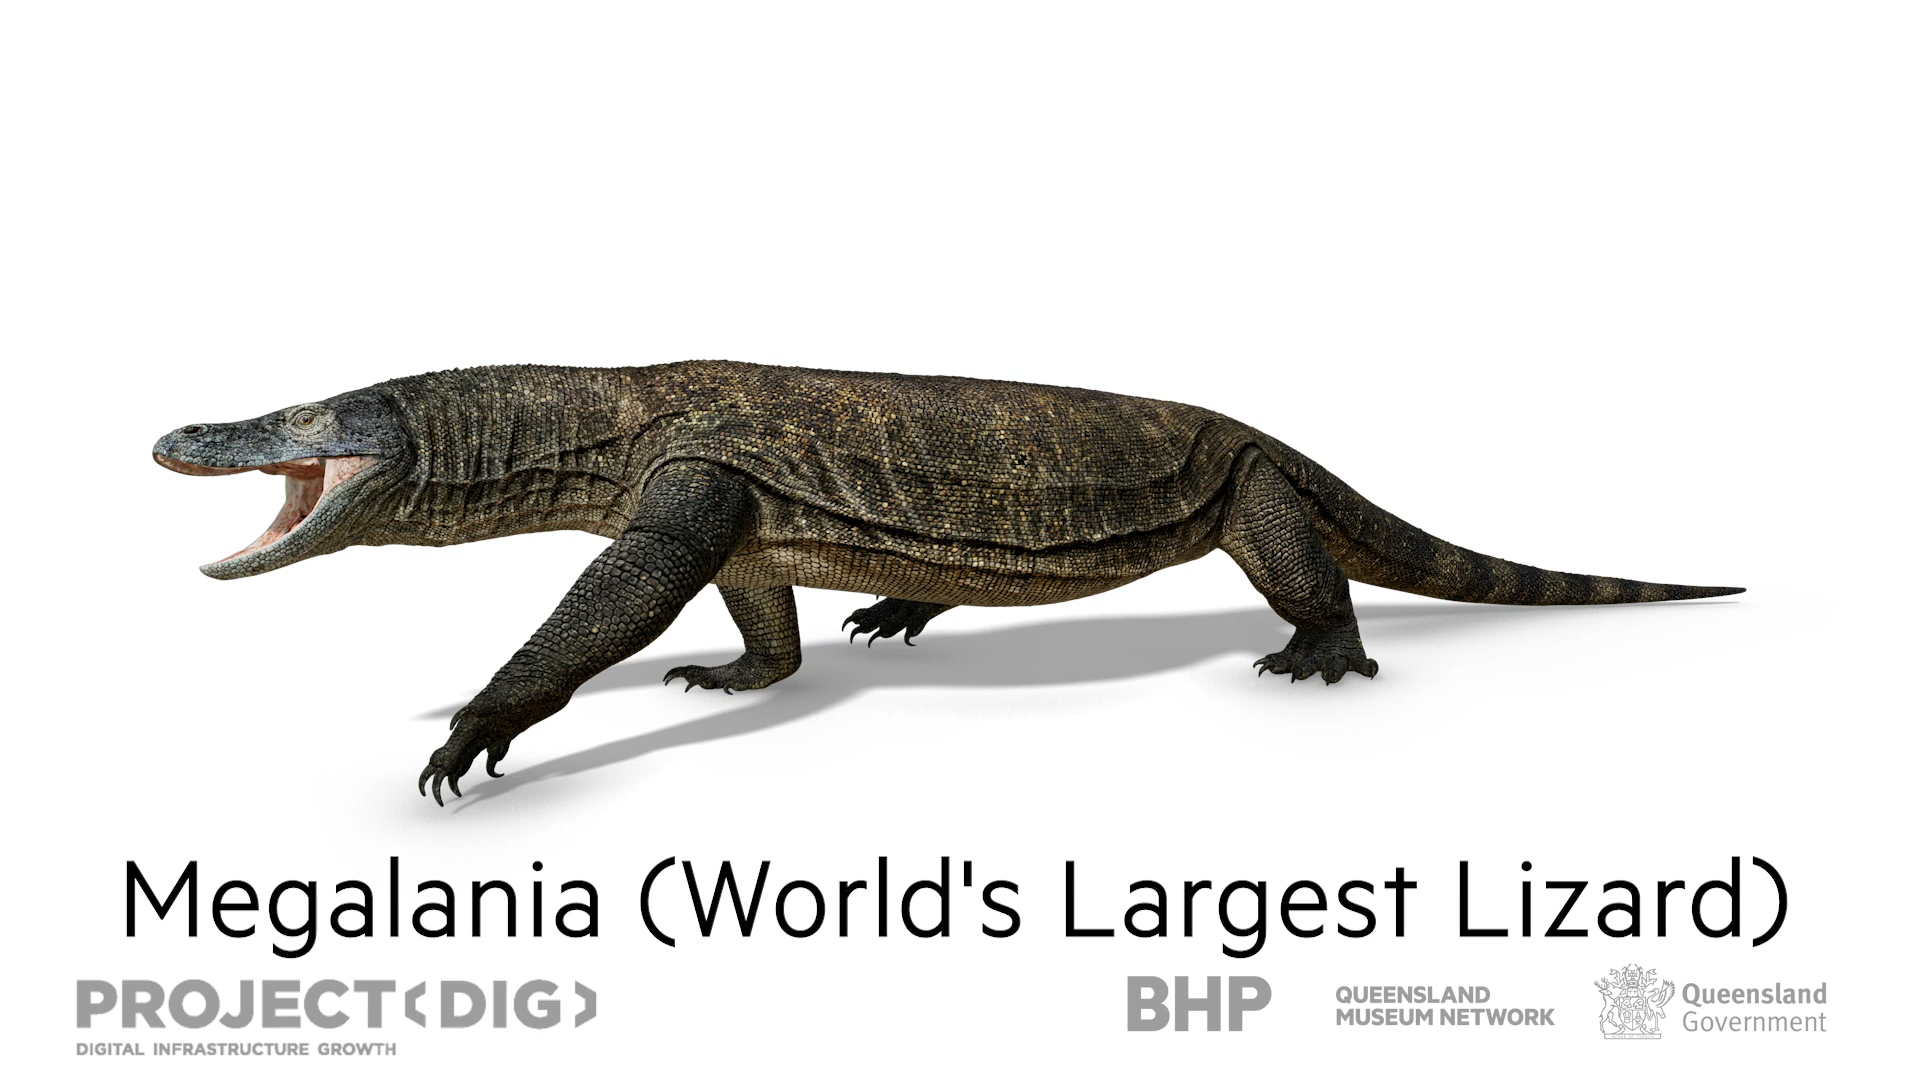 Megalania (World's Largest Lizard)
PROJECT<DIG>
DIGITAL INFRASTRUCTURE GROWTH
BHP
QUEENSLAND
MUSEUM NETWORK
Queensland
Government